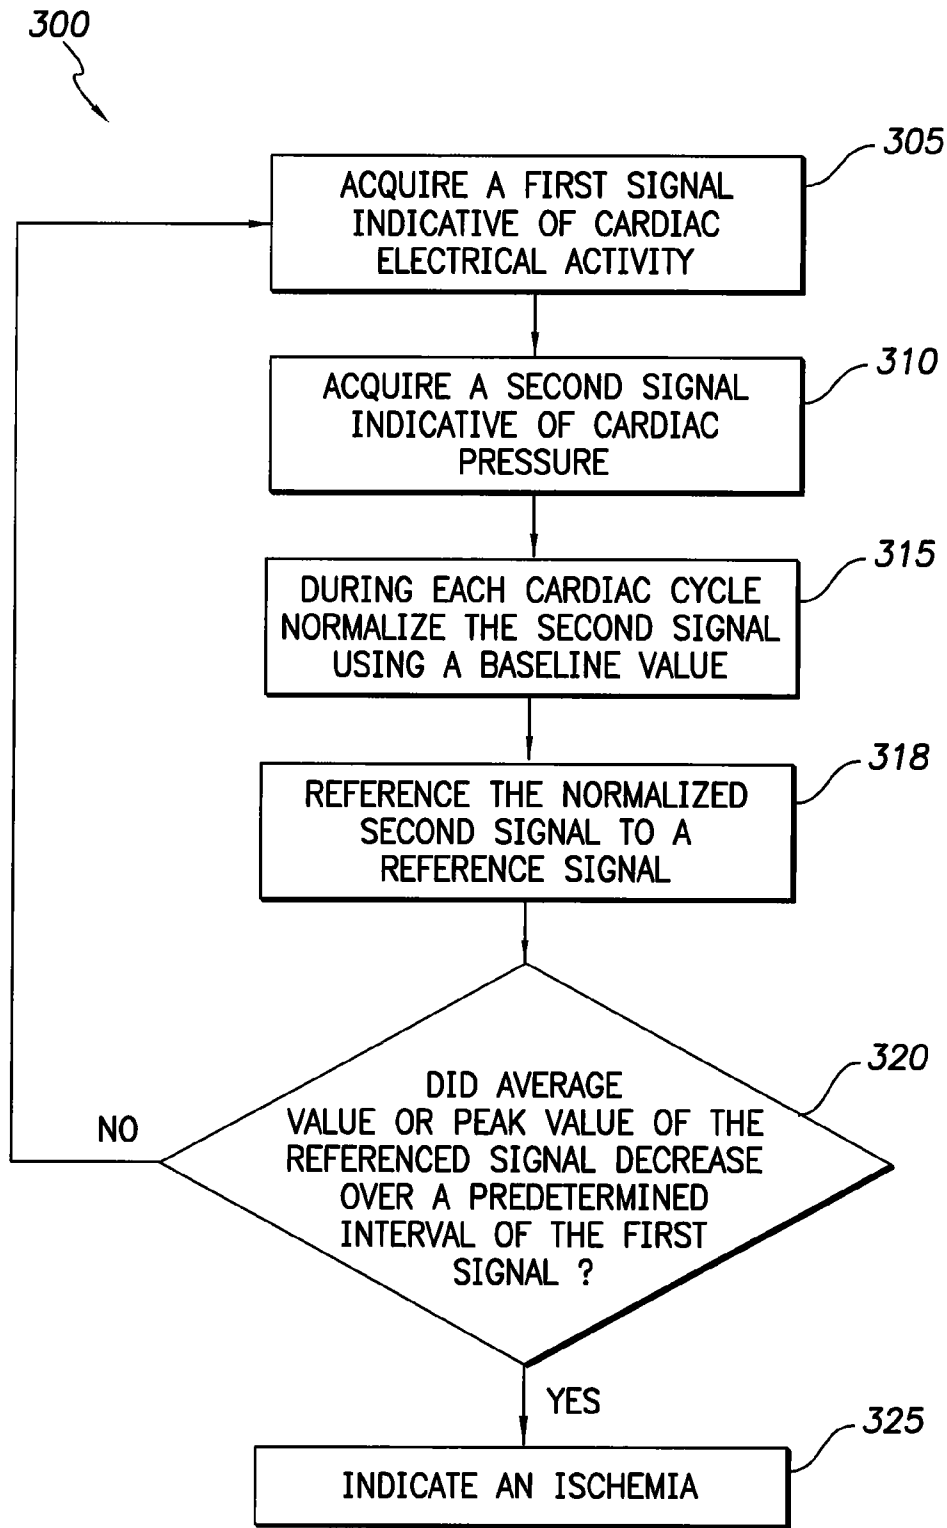 300
305
ACQUIRE A FIRST SIGNAL
INDICATIVE OF CARDIAC
ELECTRICAL ACTIVITY
310
ACQUIRE A SECOND SIGNAL
INDICATIVE OF CARDIAC
PRESSURE
315
DURING EACH CARDIAC CYCLE
NORMALIZE THE SECOND SIGNAL
USING A BASELINE VALUE
318
REFERENCE THE NORMALIZED
SECOND SIGNAL TO A
REFERENCE SIGNAL
320
DID AVERAGE
VALUE OR PEAK VALUE OF THE
REFERENCED SIGNAL DECREASE
OVER A PREDETERMINED
INTERVAL OF THE FIRST
SIGNAL ?
NO
YES
325
INDICATE AN ISCHEMIA